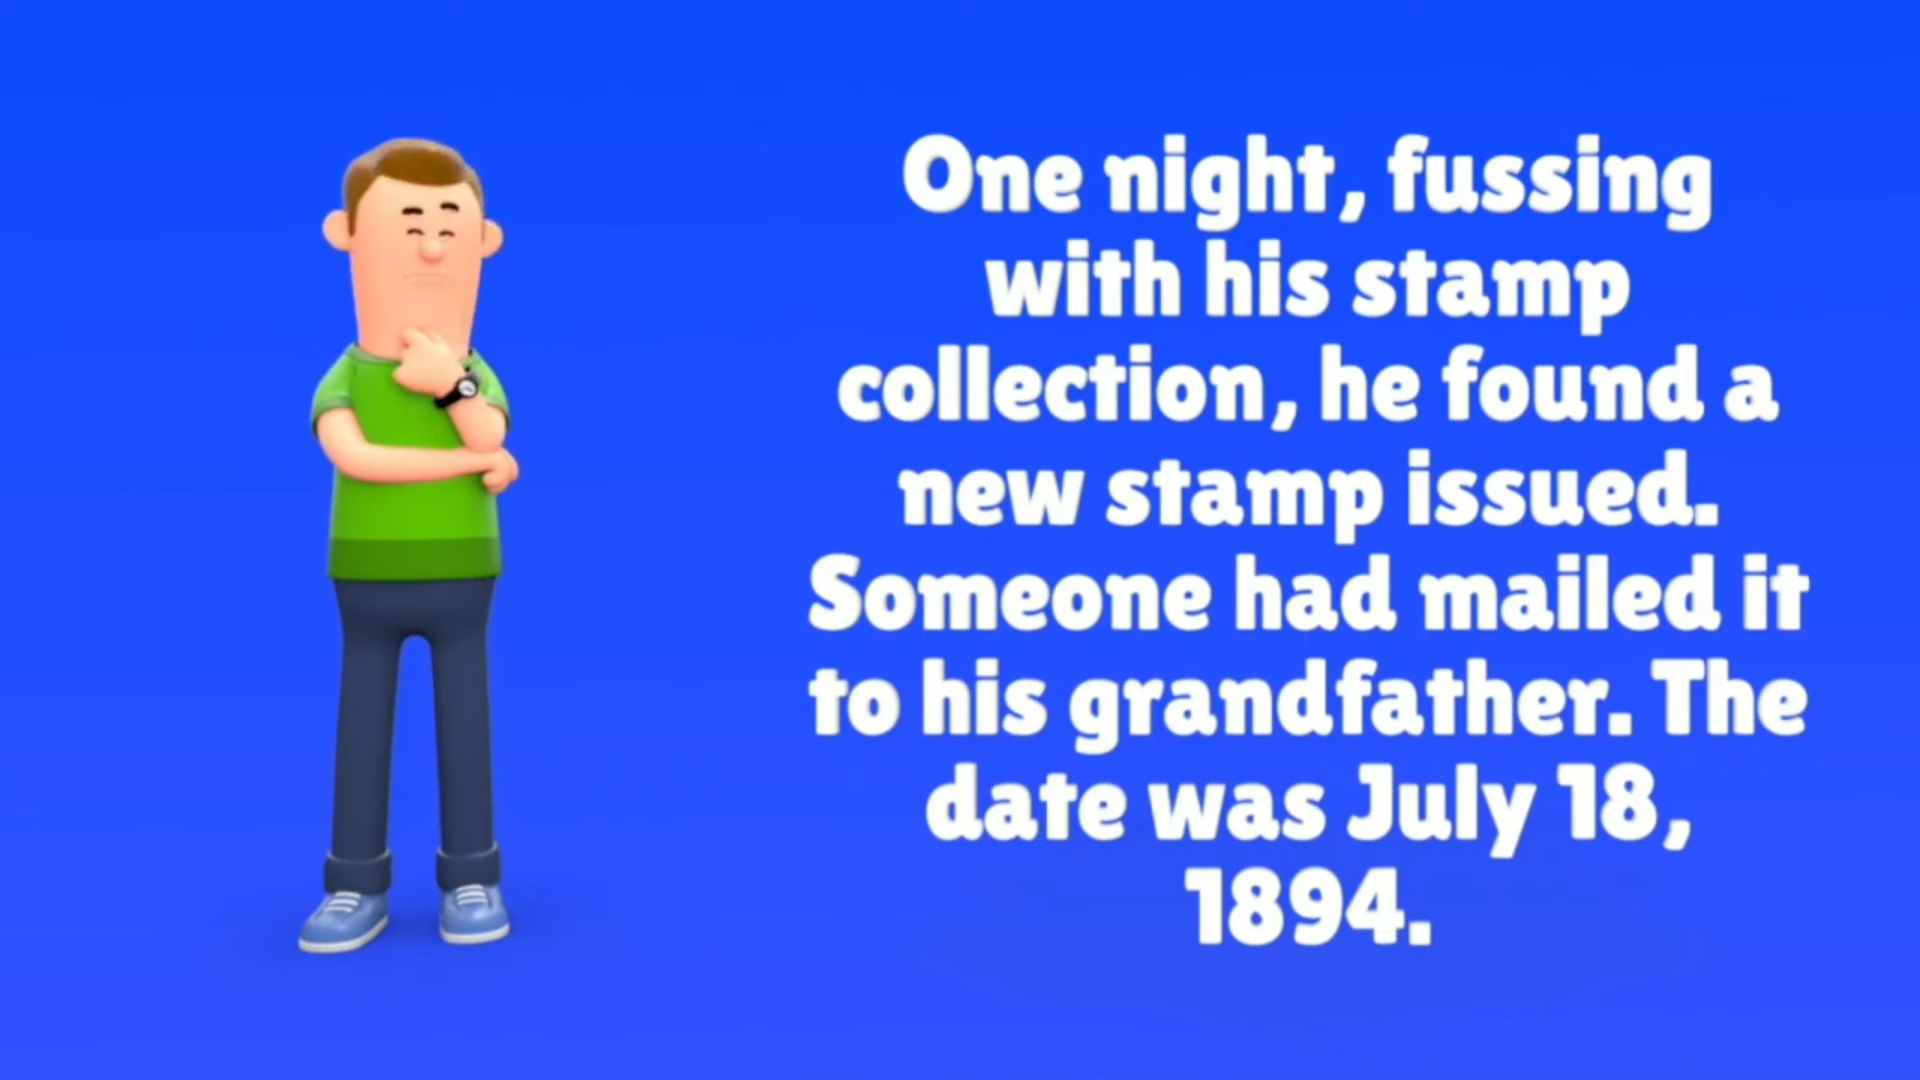 One night, fussing
with his stamp
collection, he found a
new stamp issued.
Someone had mailed it
to his grandfather. The
date was July 18,
1894.